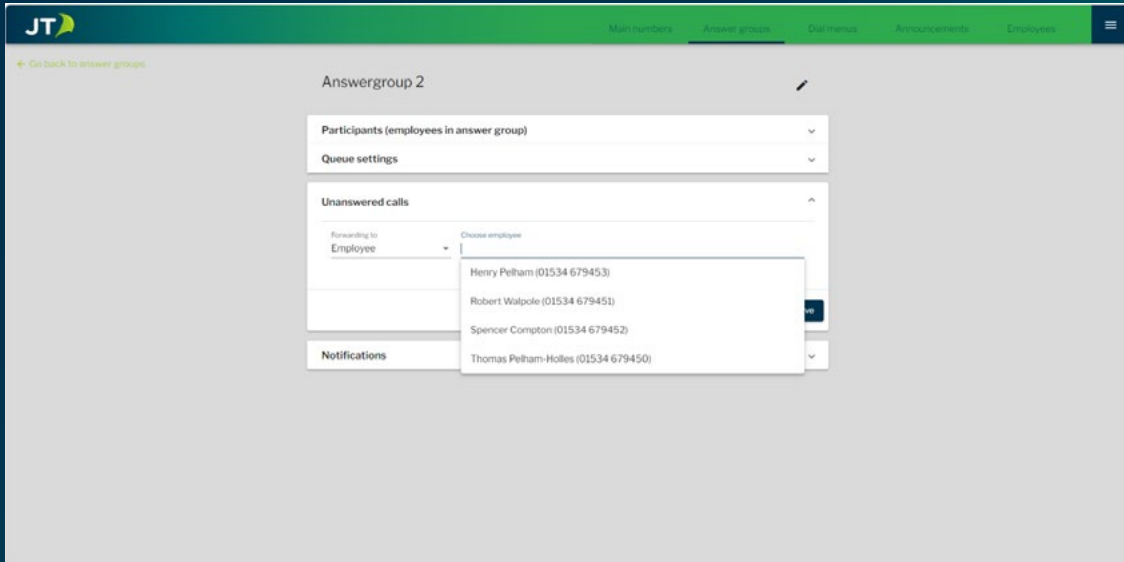 JT
Main numbers Answer groups Dial menus Announcements Employees
← Go back to answer groups
Answergroup 2
Participants (employees in answer group)
Queue settings
Unanswered calls
Forwarding to Choose employee
Employee
Henry Pelham (01534 679453)
Robert Walpole (01534 679451)
Spencer Compton (01534 679452)
Thomas Pelham-Holles (01534 679450)
Notifications